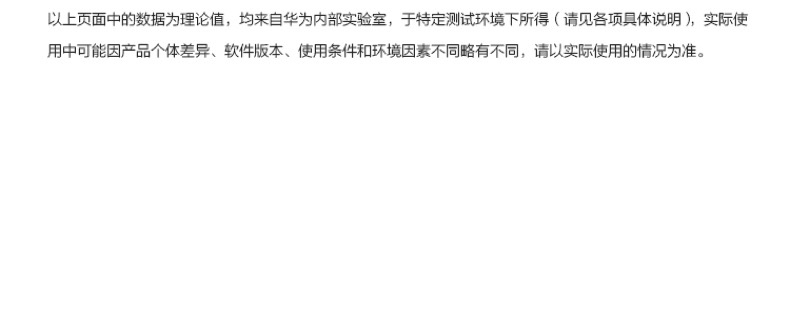 以上页面中的数据为理论值，均来自华为内部实验室，于特定测试环境下所得（请见各项具体说明），实际使
用中可能因产品个体差异、软件版本、使用条件和环境因素不同略有不同，请以实际使用的情况为准。